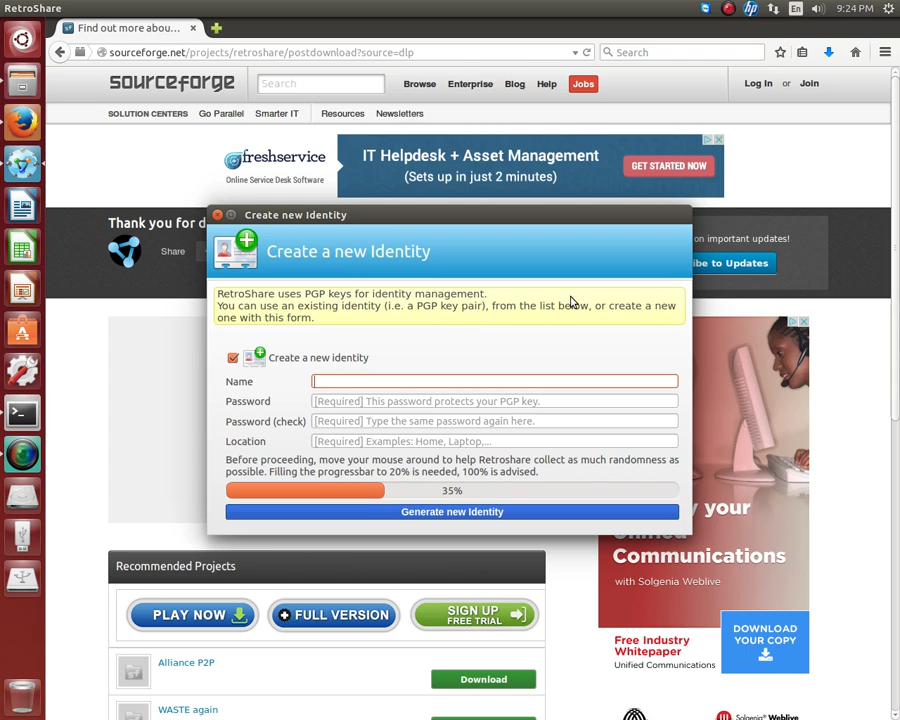 RetroShare
En
9:24 PM
Find out more abou...
sourceforge.net/projects/retroshare/postdownload?source=dlp
Search
sourceforge
Search
Browse
Enterprise
Blog
Help
Jobs
Log In or Join
SOLUTION CENTERS
Go Parallel
Smarter IT
Resources
Newsletters
freshservice
Online Service Desk Software
IT Helpdesk + Asset Management
(Sets up in just 2 minutes)
GET STARTED NOW
Thank you for d
Share
on important updates!
be to Updates
Create new Identity
Create a new Identity
RetroShare uses PGP keys for identity management.
You can use an existing identity (i.e. a PGP key pair), from the list below, or create a new
one with this form.
Create a new identity
Name
Password
[Required] This password protects your PGP key.
Password (check)
[Required] Type the same password again here.
Location
[Required] Examples: Home, Laptop,...
Before proceeding, move your mouse around to help Retroshare collect as much randomness as
possible. Filling the progressbar to 20% is needed, 100% is advised.
35%
Generate new Identity
y your
Communications
with Solgenia Weblive
Free Industry
Whitepaper
Unified Communications
DOWNLOAD
YOUR COPY
Solgenia Weblive
Recommended Projects
PLAY NOW
FULL VERSION
SIGN UP
FREE TRIAL
Alliance P2P
Download
WASTE again